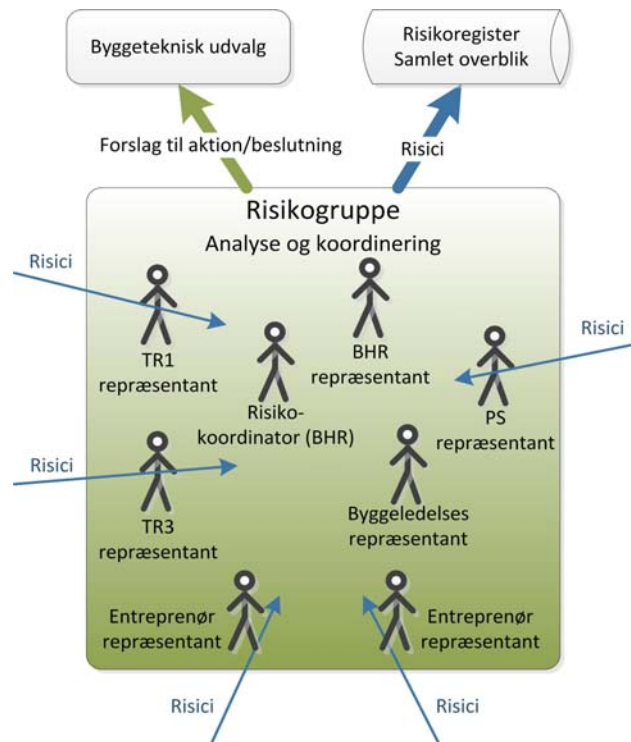 Byggeteknisk udvalg
Risikoregister
Samlet overblik
Forslag til aktion/beslutning
Risici
Risikogruppe
Analyse og koordinering
Risici
TR1
repræsentant
BHR
repræsentant
Risici
Risiko-
koordinator (BHR)
PS
repræsentant
Risici
TR3
repræsentant
Byggeledelses
repræsentant
Entreprenør
repræsentant
Entreprenør
repræsentant
Risici
Risici